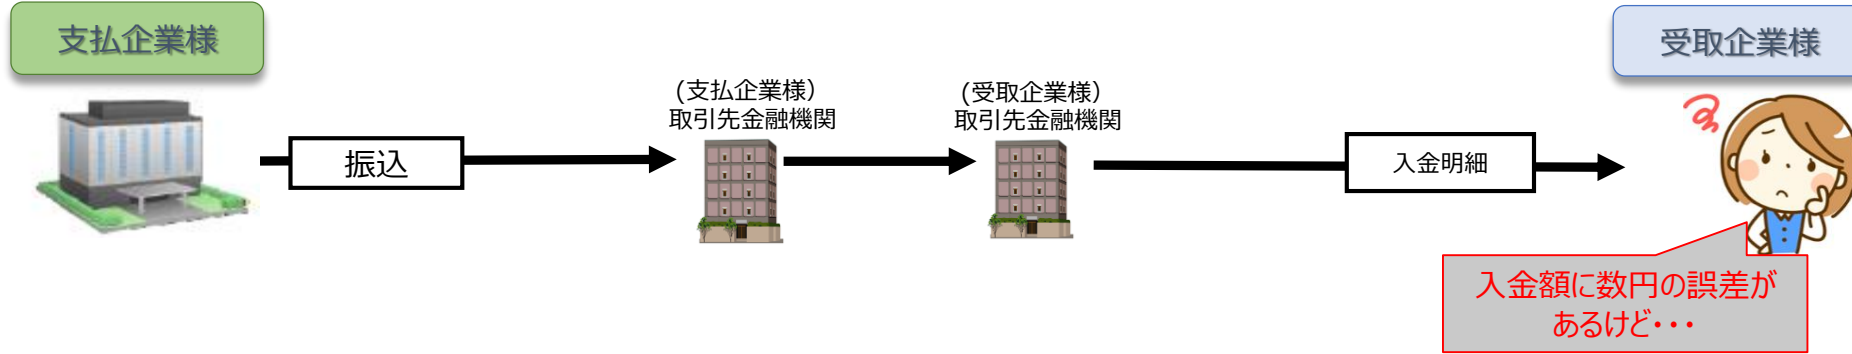 支払企業様
受取企業様
(支払企業様)
取引先金融機関
(受取企業様)
取引先金融機関
振込
入金明細
入金額に数円の誤差が
あるけど・・・